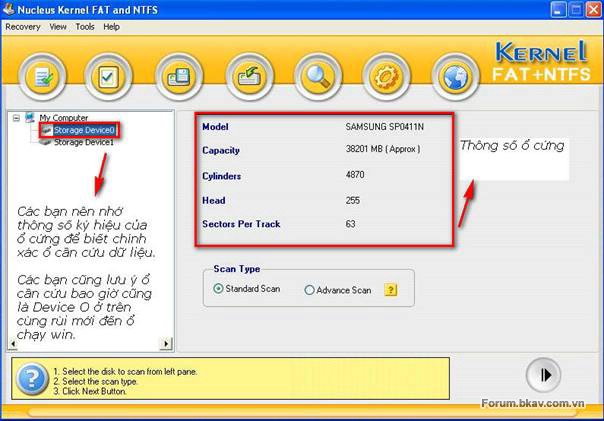 Nucleus Kernel FAT and NTFS
Recovery View Tools Help
KERNEL
FAT+NTFS
My Computer
Storage Device0
Storage Device1
Các bạn nên nhớ
thông số ký hiệu của
ổ cứng để biết chính
xác ổ cần cứu dữ liệu.
Các bạn cũng lưu ý ổ
cần cứu bao giờ cũng
là Device 0 ở trên
cùng rùi mới đến ổ
chạy win.
Model SAMSUNG SP0411N
Capacity 38201 MB ( Approx )
Cylinders 4870
Head 255
Sectors Per Track 63
Thông số ổ cứng
Scan Type
Standard Scan Advance Scan ?
1. Select the disk to scan from left pane.
2. Select the scan type.
3. Click Next Button.
Forum.bkav.com.vn